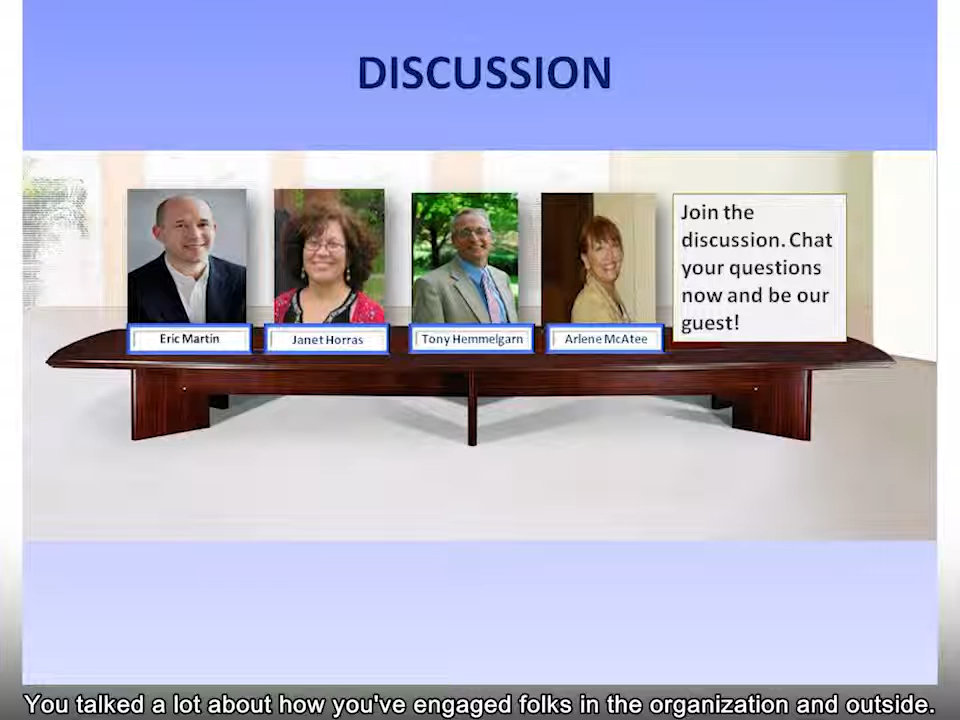 DISCUSSION
Join the
discussion. Chat
your questions
now and be our
guest!
Eric Martin
Janet Horras
Tony Hemmelgarn
Arlene McAtee
You talked a lot about how you've engaged folks in the organization and outside.